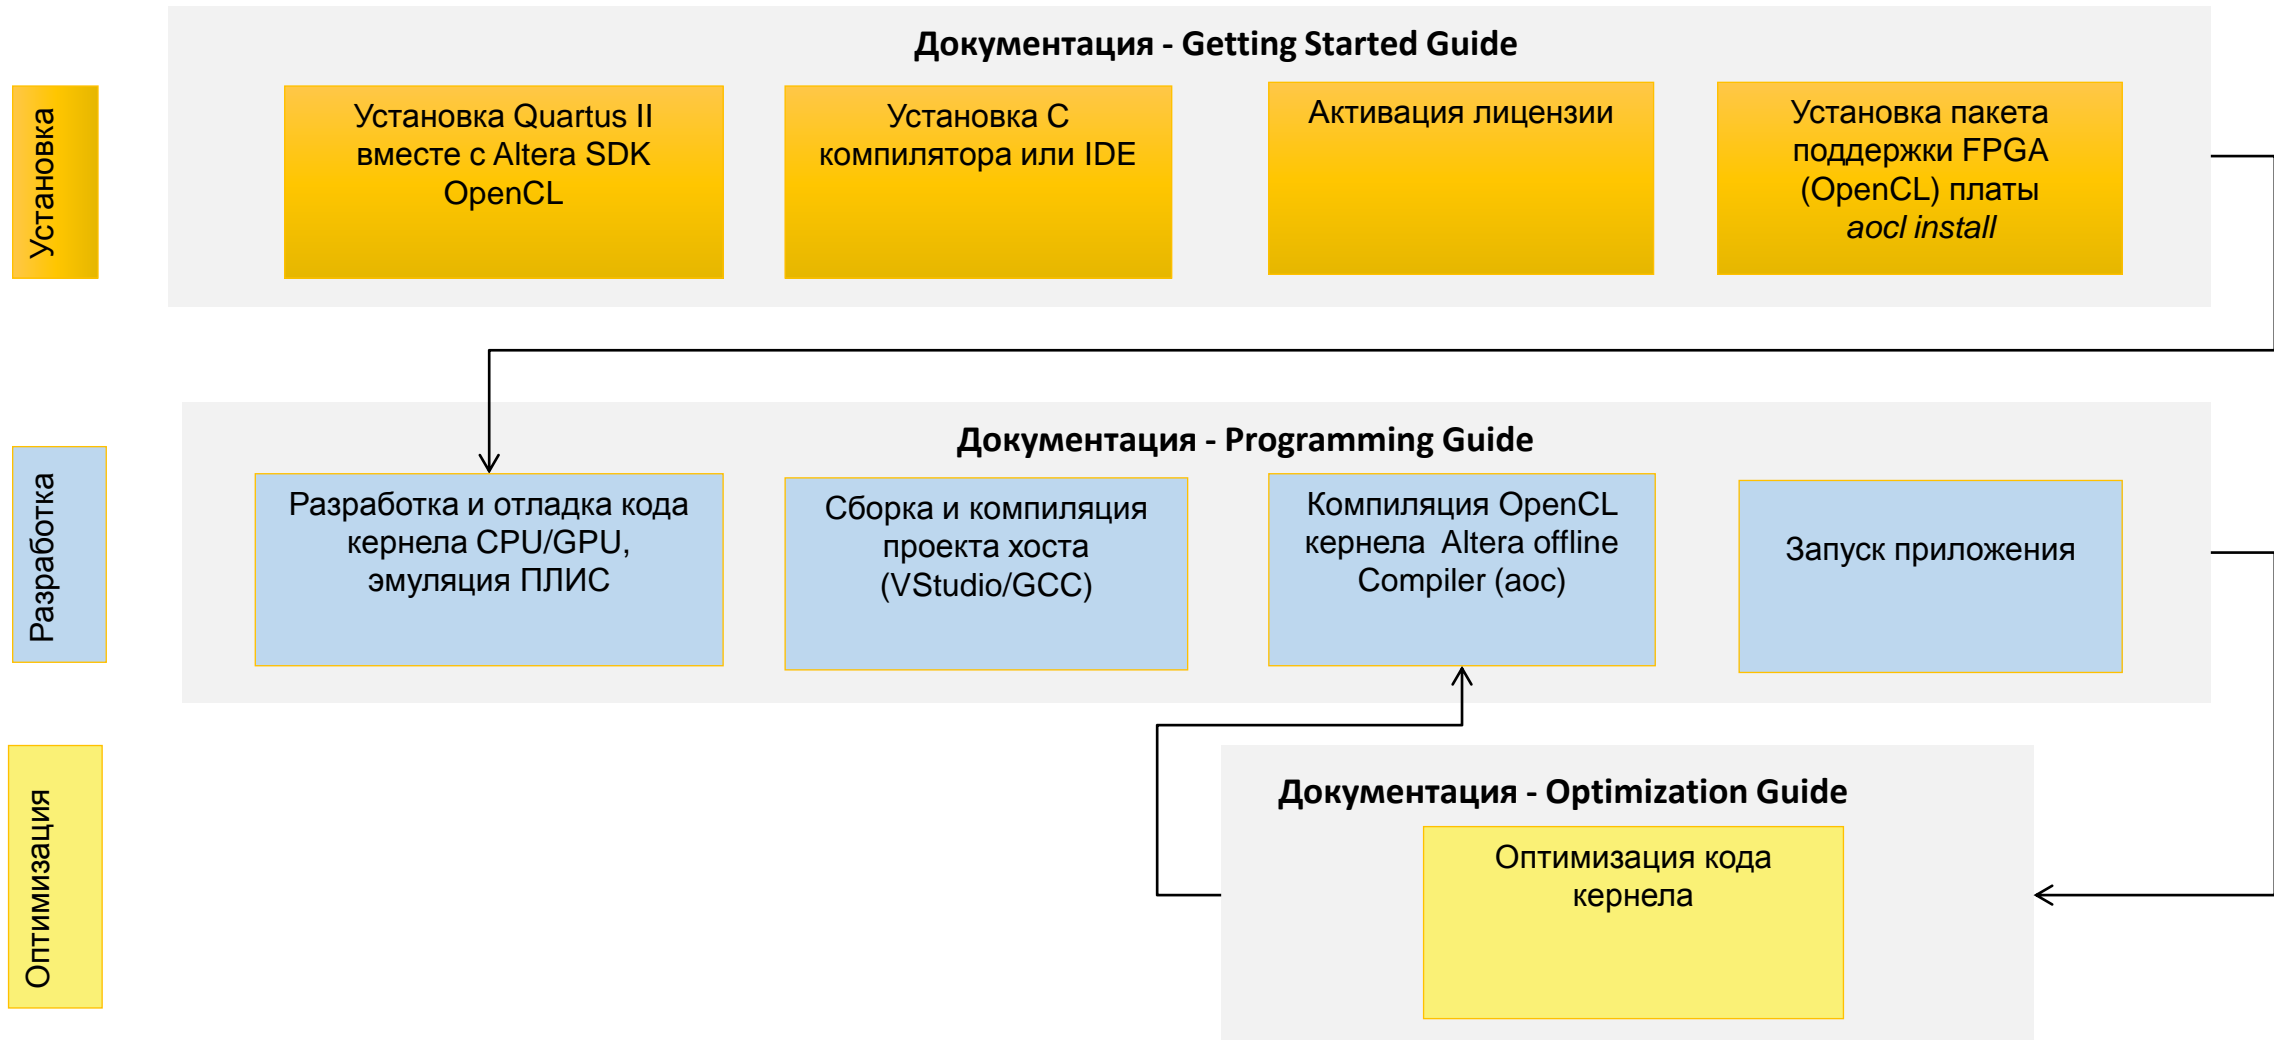 Документация - Getting Started Guide
Установка
Установка Quartus II
вместе с Altera SDK
OpenCL
Установка C
компилятора или IDE
Активация лицензии
Установка пакета
поддержки FPGA
(OpenCL) платы
aocl install
Документация - Programming Guide
Разработка
Разработка и отладка кода
кернела CPU/GPU,
эмуляция ПЛИС
Сборка и компиляция
проекта хоста
(VStudio/GCC)
Компиляция OpenCL
кернела Altera offline
Compiler (aoc)
Запуск приложения
Оптимизация
Документация - Optimization Guide
Оптимизация кода
кернела